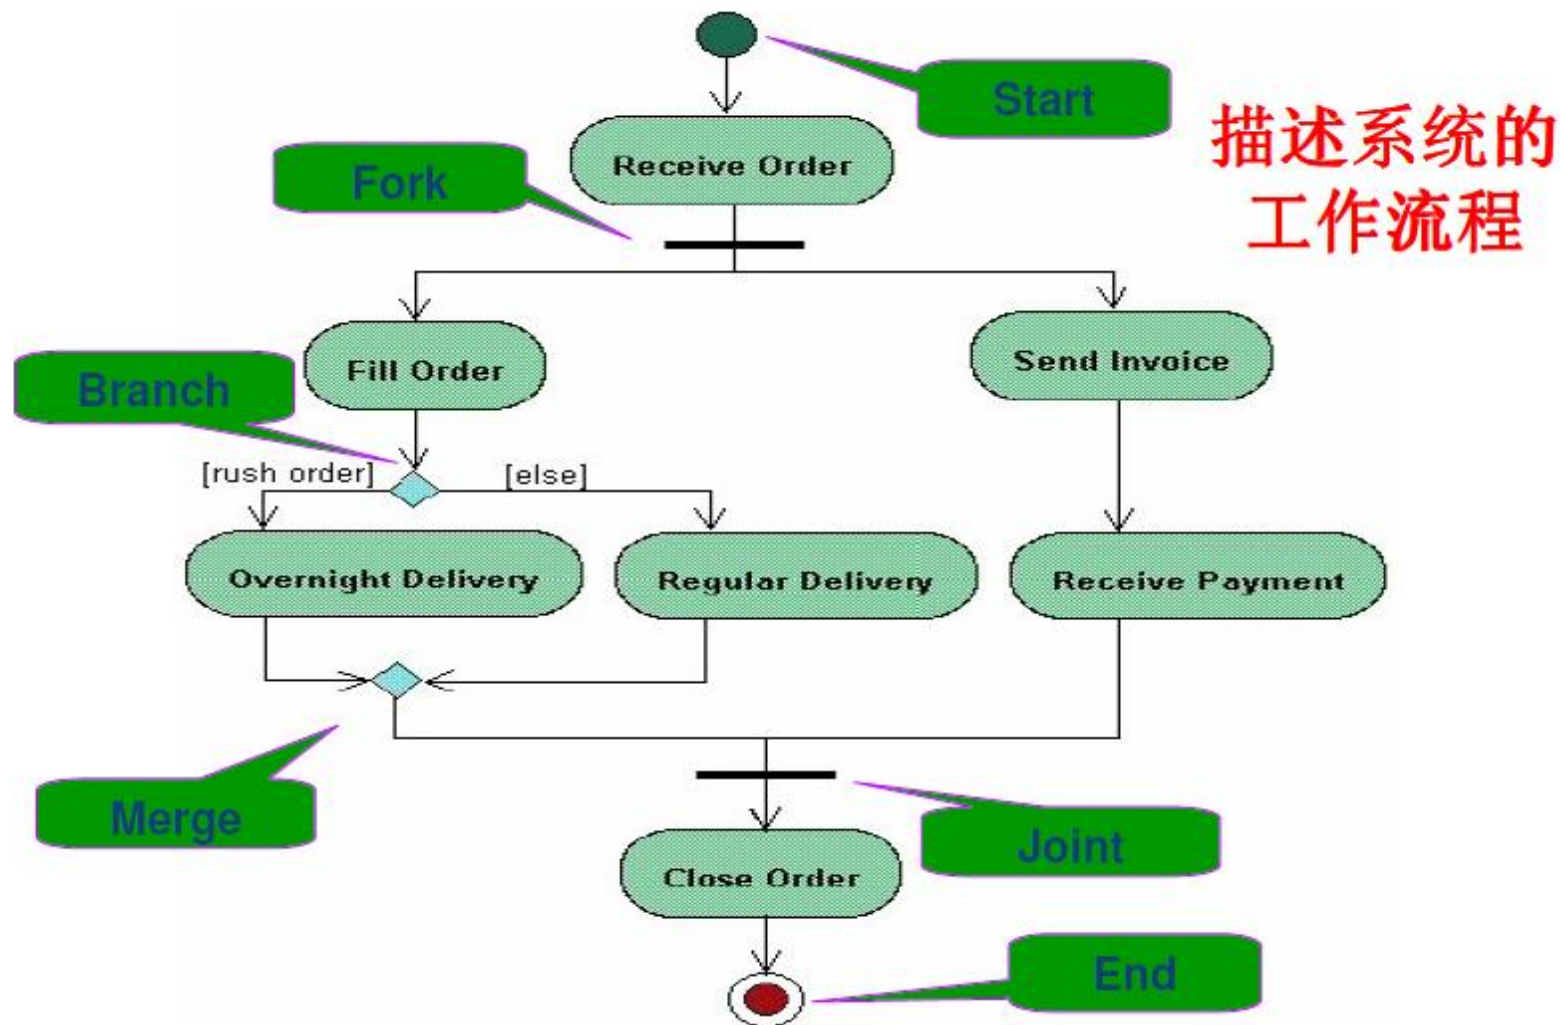 Start
描述系统的
工作流程
Receive Order
Fork
Fill Order
Send Invoice
Branch
[rush order]
[else]
Overnight Delivery
Regular Delivery
Receive Payment
Merge
Joint
Close Order
End